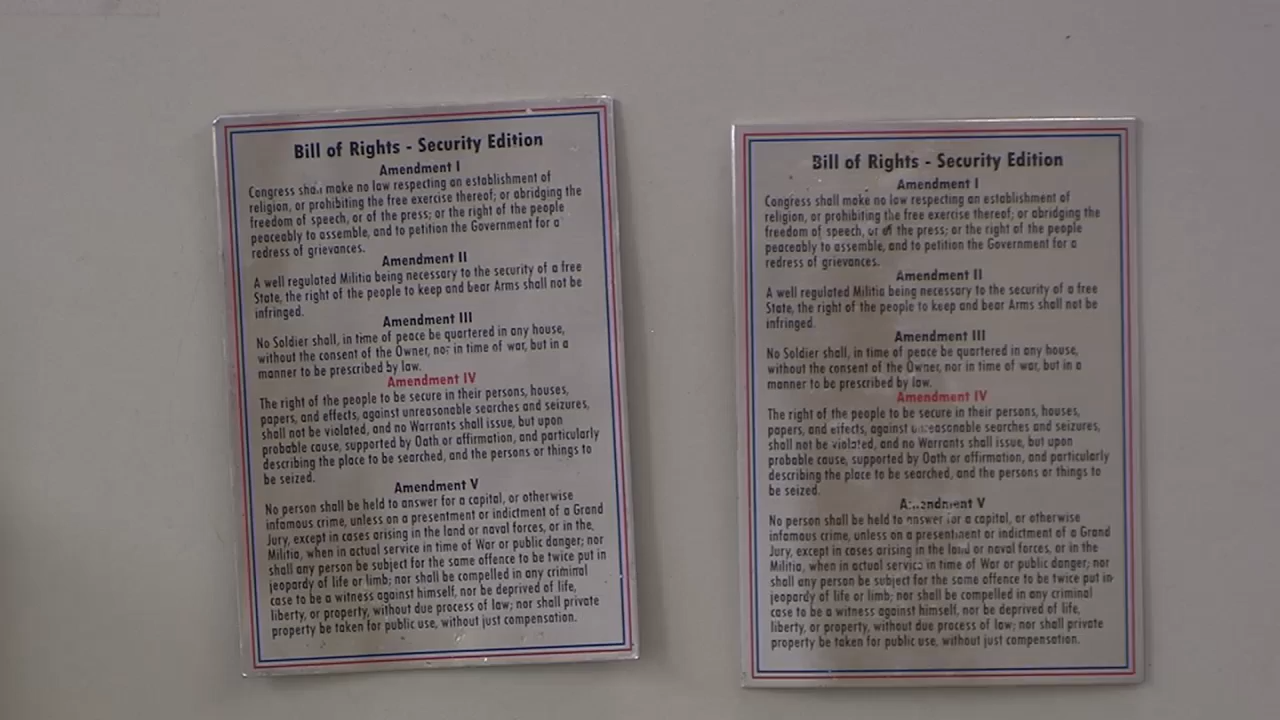 Bill of Rights - Security Edition
Amendment I
Congress shall make no law respecting an establishment of
religion, or prohibiting the free exercise thereof; or abridging the
freedom of speech, or of the press; or the right of the people
peaceably to assemble, and to petition the Government for a
redress of grievances.
Amendment II
A well regulated Militia being necessary to the security of a free
State, the right of the people to keep and bear Arms shall not be
infringed.
Amendment III
No Soldier shall, in time of peace be quartered in any house,
without the consent of the Owner, nor in time of war, but in a
manner to be prescribed by law.
Amendment IV
The right of the people to be secure in their persons, houses,
papers, and effects, against unreasonable searches and seizures,
shall not be violated, and no Warrants shall issue, but upon
probable cause, supported by Oath or affirmation, and particularly
describing the place to be searched, and the persons or things to
be seized.
Amendment V
No person shall be held to answer for a capital, or otherwise
infamous crime, unless on a presentment or indictment of a Grand
Jury, except in cases arising in the land or naval forces, or in the
Militia, when in actual service in time of War or public danger; nor
shall any person be subject for the same offence to be twice put in
jeopardy of life or limb; nor shall be compelled in any criminal
case to be a witness against himself, nor be deprived of life,
liberty, or property, without due process of law; nor shall private
property be taken for public use, without just compensation.
Bill of Rights - Security Edition
Amendment I
Congress shall make no law respecting an establishment of
religion, or prohibiting the free exercise thereof; or abridging the
freedom of speech, or of the press; or the right of the people
peaceably to assemble, and to petition the Government for a
redress of grievances.
Amendment II
A well regulated Militia being necessary to the security of a free
State, the right of the people to keep and bear Arms shall not be
infringed.
Amendment III
No Soldier shall, in time of peace be quartered in any house,
without the consent of the Owner, nor in time of war, but in a
manner to be prescribed by law.
Amendment IV
The right of the people to be secure in their persons, houses,
papers, and effects, against unreasonable searches and seizures,
shall not be violated, and no Warrants shall issue, but upon
probable cause, supported by Oath or affirmation, and particularly
describing the place to be searched, and the persons or things to
be seized.
Amendment V
No person shall be held to answer for a capital, or otherwise
infamous crime, unless on a presentment or indictment of a Grand
Jury, except in cases arising in the land or naval forces, or in the
Militia, when in actual service in time of War or public danger; nor
shall any person be subject for the same offence to be twice put in
jeopardy of life or limb; nor shall be compelled in any criminal
case to be a witness against himself, nor be deprived of life,
liberty, or property, without due process of law; nor shall private
property be taken for public use, without just compensation.